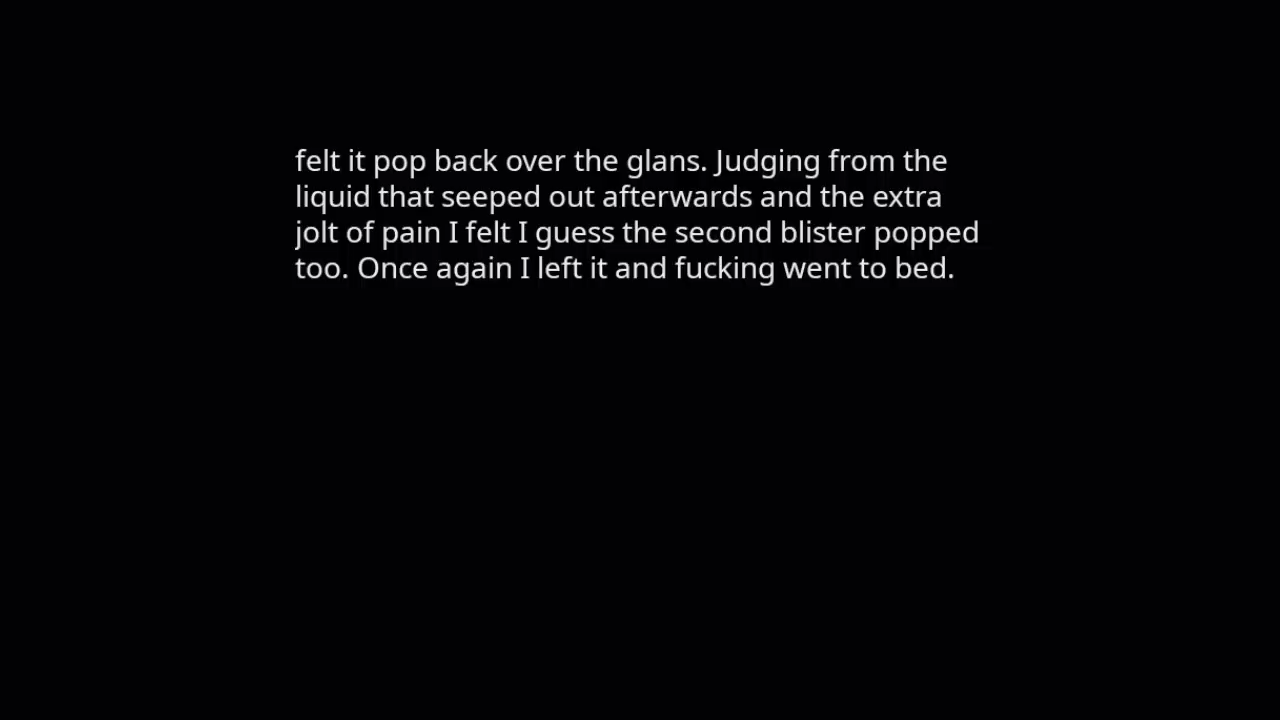 felt it pop back over the glans. Judging from the
liquid that seeped out afterwards and the extra
jolt of pain I felt I guess the second blister popped
too. Once again I left it and fucking went to bed.